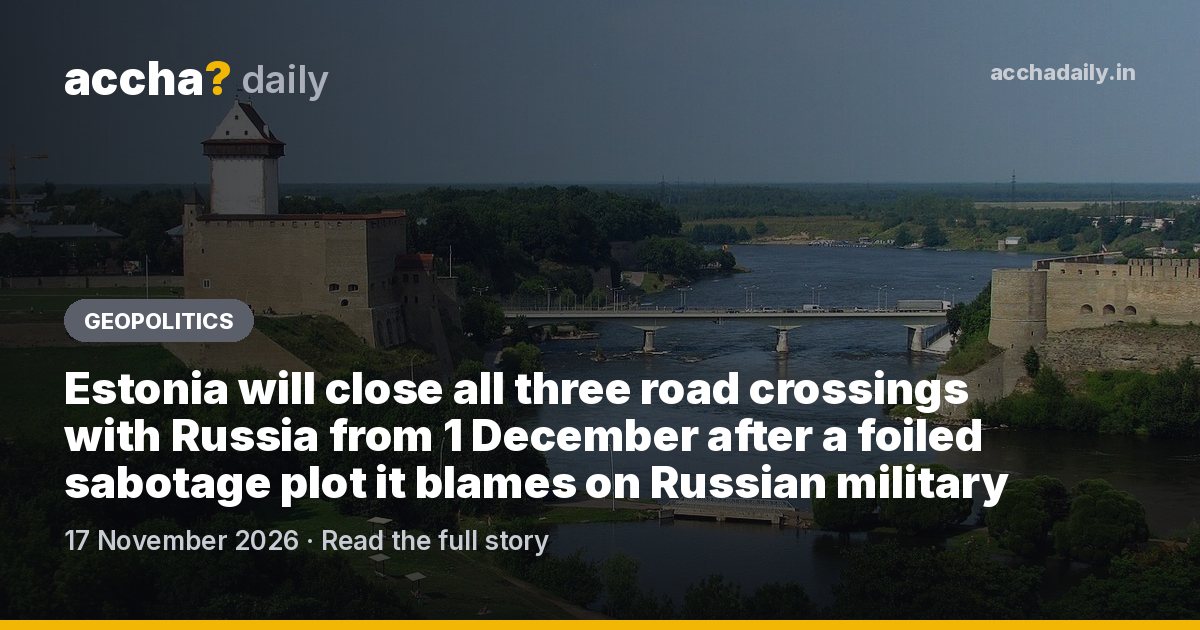 accha? daily
acchadaily.in
GEOPOLITICS
Estonia will close all three road crossings
with Russia from 1 December after a foiled
sabotage plot it blames on Russian military
17 November 2026 · Read the full story